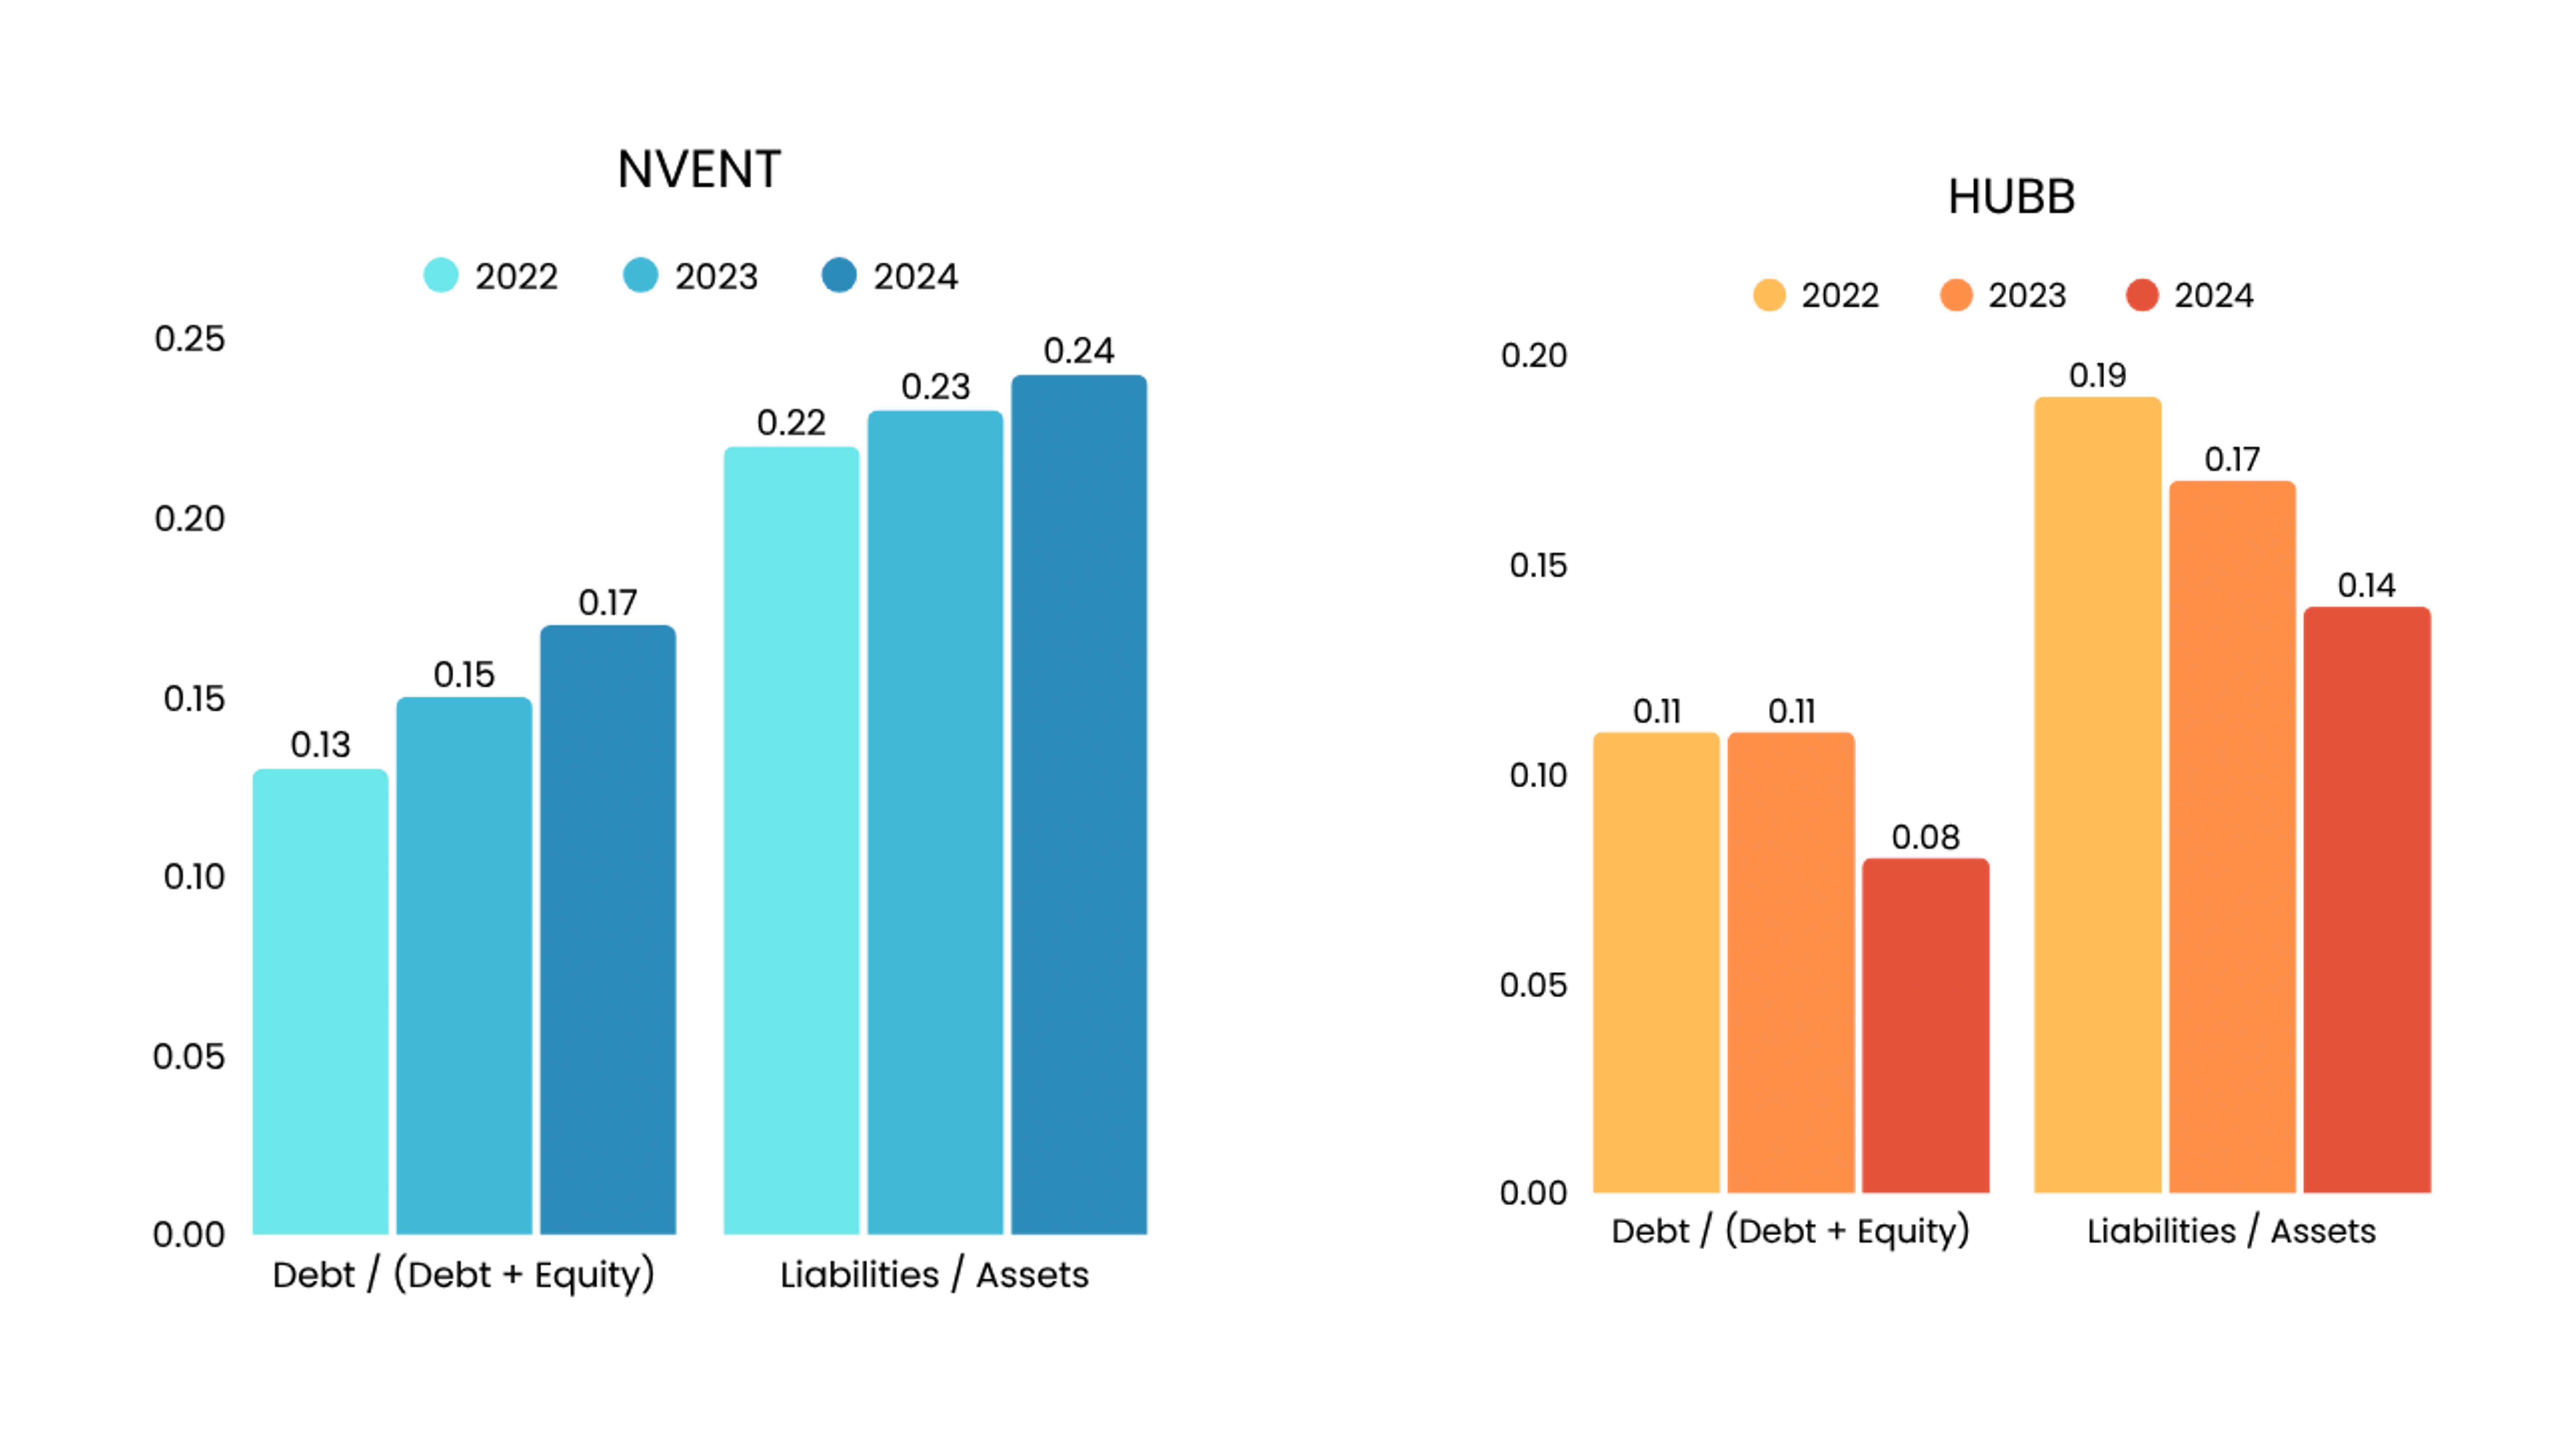 NVENT
2022 2023 2024
0.25
0.20
0.15
0.10
0.05
0.00
0.13
0.15
0.17
0.22
0.23
0.24
Debt / (Debt + Equity)
Liabilities / Assets
HUBB
2022 2023 2024
0.20
0.15
0.10
0.05
0.00
0.11
0.11
0.08
0.19
0.17
0.14
Debt / (Debt + Equity)
Liabilities / Assets